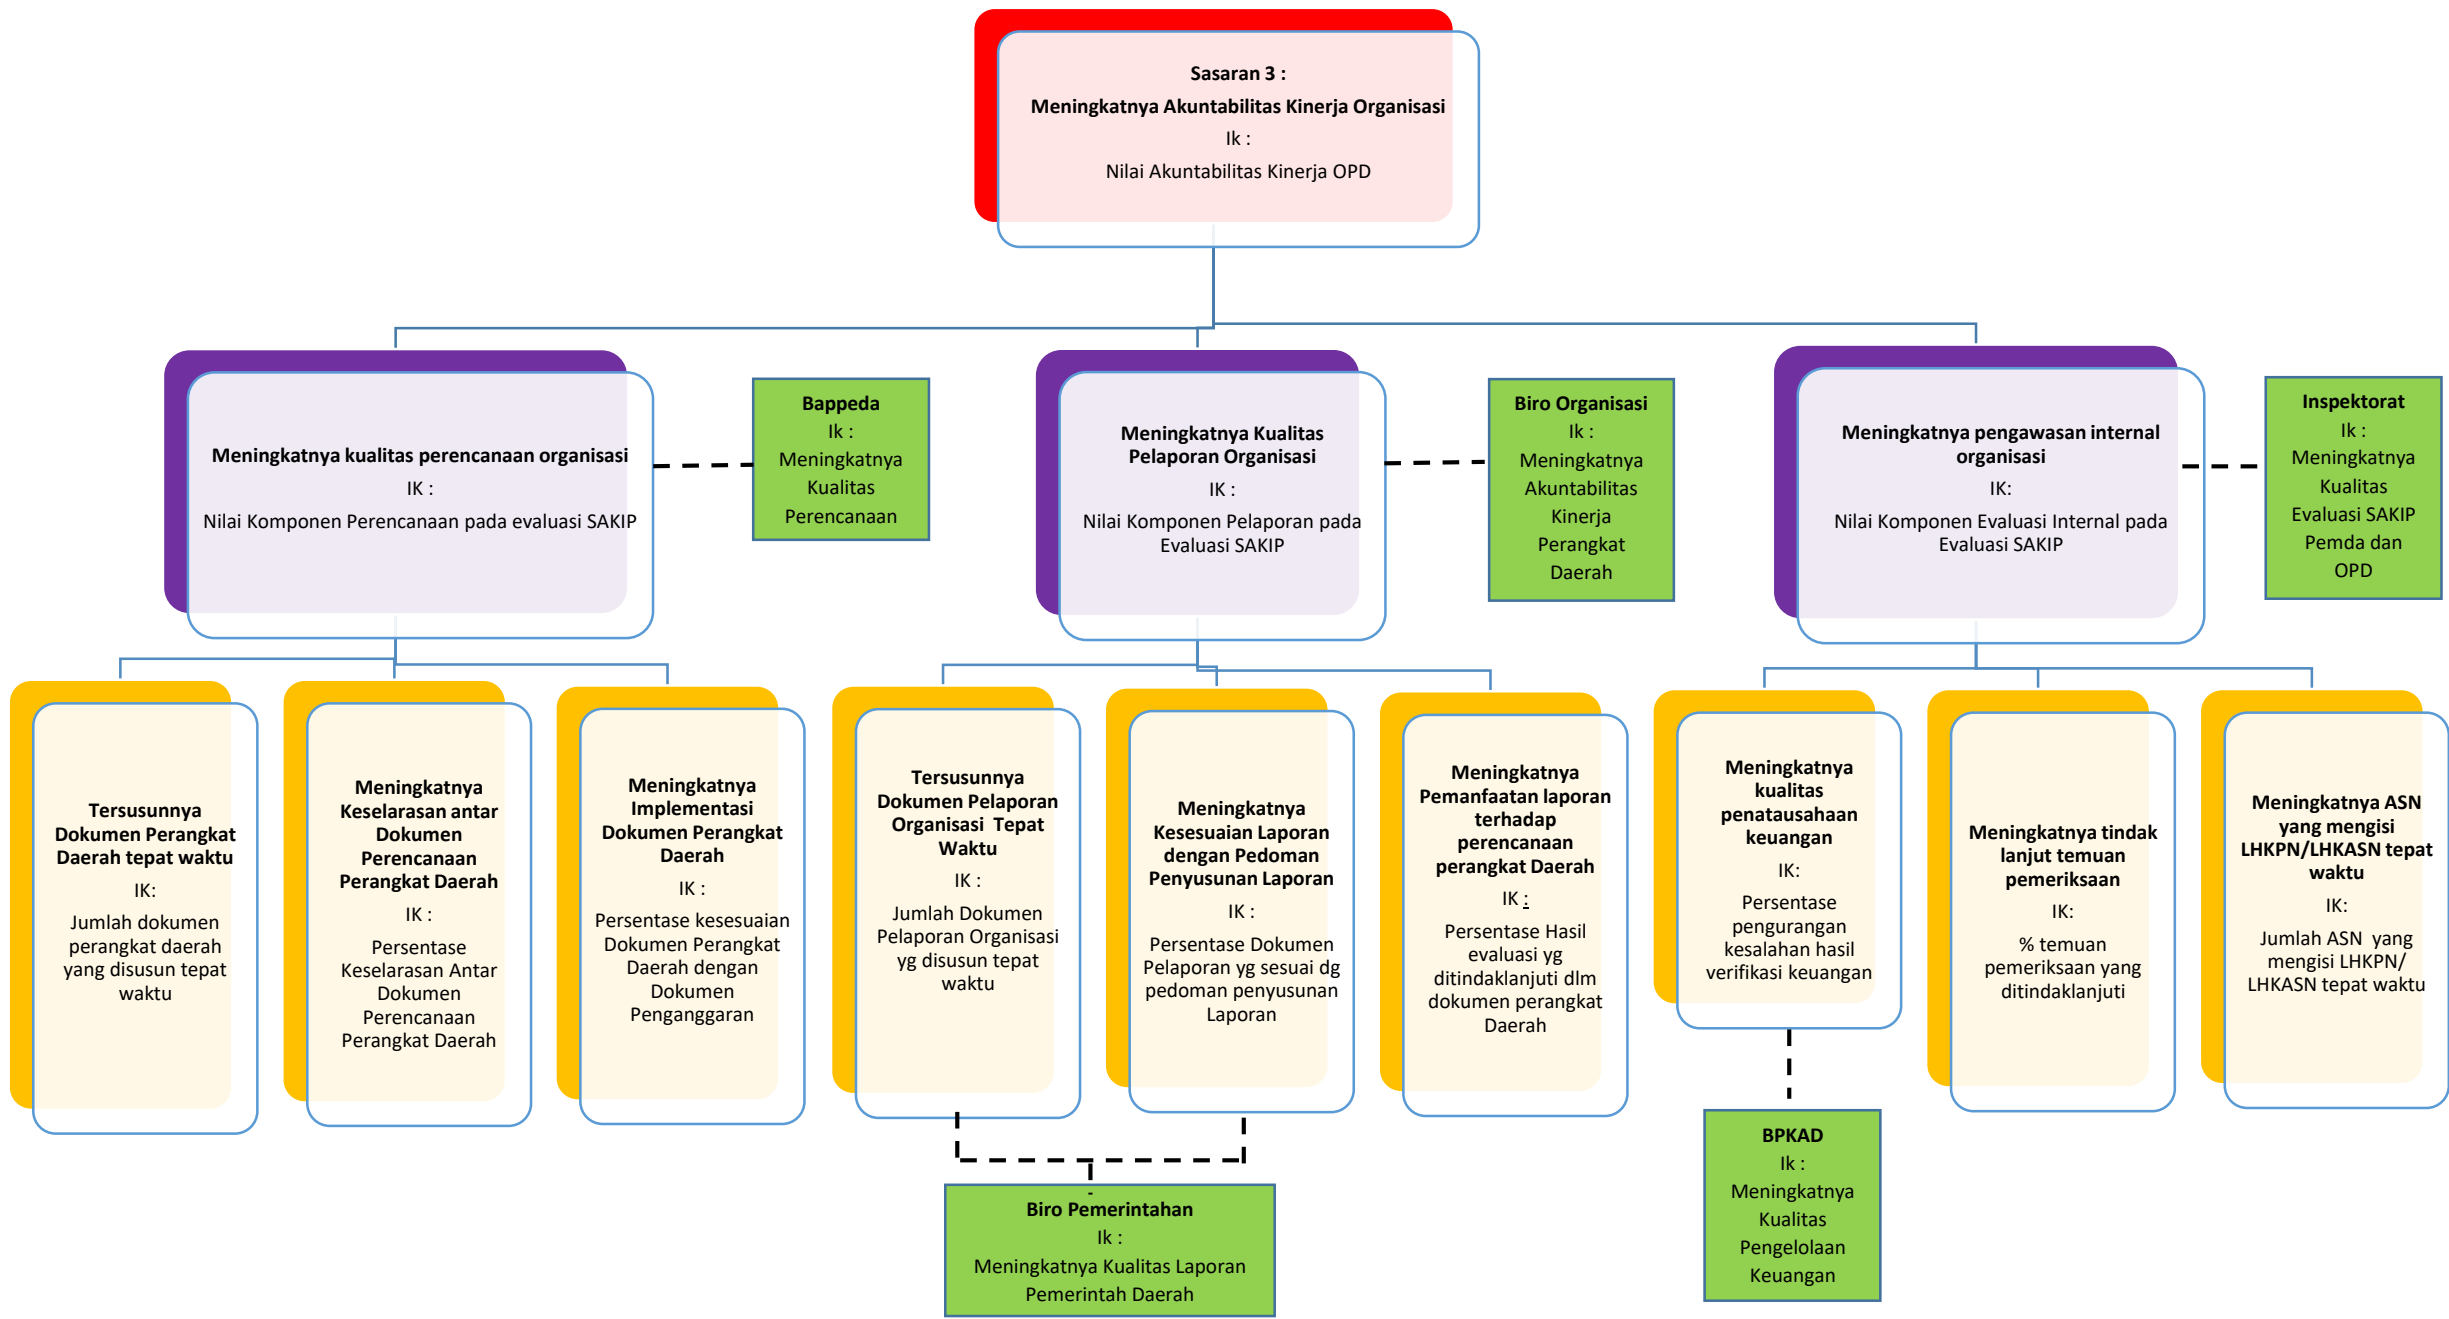 Sasaran 3 :
Meningkatnya Akuntabilitas Kinerja Organisasi
Ik :
Nilai Akuntabilitas Kinerja OPD
Meningkatnya kualitas perencanaan organisasi
IK :
Nilai Komponen Perencanaan pada evaluasi SAKIP
Bappeda
Ik :
Meningkatnya
Kualitas
Perencanaan
Meningkatnya Kualitas
Pelaporan Organisasi
IK :
Nilai Komponen Pelaporan pada
Evaluasi SAKIP
Biro Organisasi
Ik :
Meningkatnya
Akuntabilitas
Kinerja
Perangkat
Daerah
Meningkatnya pengawasan internal
organisasi
IK:
Nilai Komponen Evaluasi Internal pada
Evaluasi SAKIP
Inspektorat
Ik :
Meningkatnya
Kualitas
Evaluasi SAKIP
Pemda dan
OPD
Tersusunnya
Dokumen Perangkat
Daerah tepat waktu
IK:
Jumlah dokumen
perangkat daerah
yang disusun tepat
waktu
Meningkatnya
Keselarasan antar
Dokumen
Perencanaan
Perangkat Daerah
IK :
Persentase
Keselarasan Antar
Dokumen
Perencanaan
Perangkat Daerah
Meningkatnya
Implementasi
Dokumen Perangkat
Daerah
IK :
Persentase kesesuaian
Dokumen Perangkat
Daerah dengan
Dokumen
Penganggaran
Tersusunnya
Dokumen Pelaporan
Organisasi  Tepat
Waktu
IK :
Jumlah Dokumen
Pelaporan Organisasi
yg disusun tepat
waktu
Meningkatnya
Kesesuaian Laporan
dengan Pedoman
Penyusunan Laporan
IK :
Persentase Dokumen
Pelaporan yg sesuai dg
pedoman penyusunan
Laporan
Meningkatnya
Pemanfaatan laporan
terhadap
perencanaan
perangkat Daerah
IK :
Persentase Hasil
evaluasi yg
ditindaklanjuti dlm
dokumen perangkat
Daerah
Meningkatnya
kualitas
penatausahaan
keuangan
IK:
Persentase
pengurangan
kesalahan hasil
verifikasi keuangan
Meningkatnya tindak
lanjut temuan
pemeriksaan
IK:
% temuan
pemeriksaan yang
ditindaklanjuti
Meningkatnya ASN
yang mengisi
LHKPN/LHKASN tepat
waktu
IK:
Jumlah ASN  yang
mengisi LHKPN/
LHKASN tepat waktu
Biro Pemerintahan
Ik :
Meningkatnya Kualitas Laporan
Pemerintah Daerah
BPKAD
Ik :
Meningkatnya
Kualitas
Pengelolaan
Keuangan